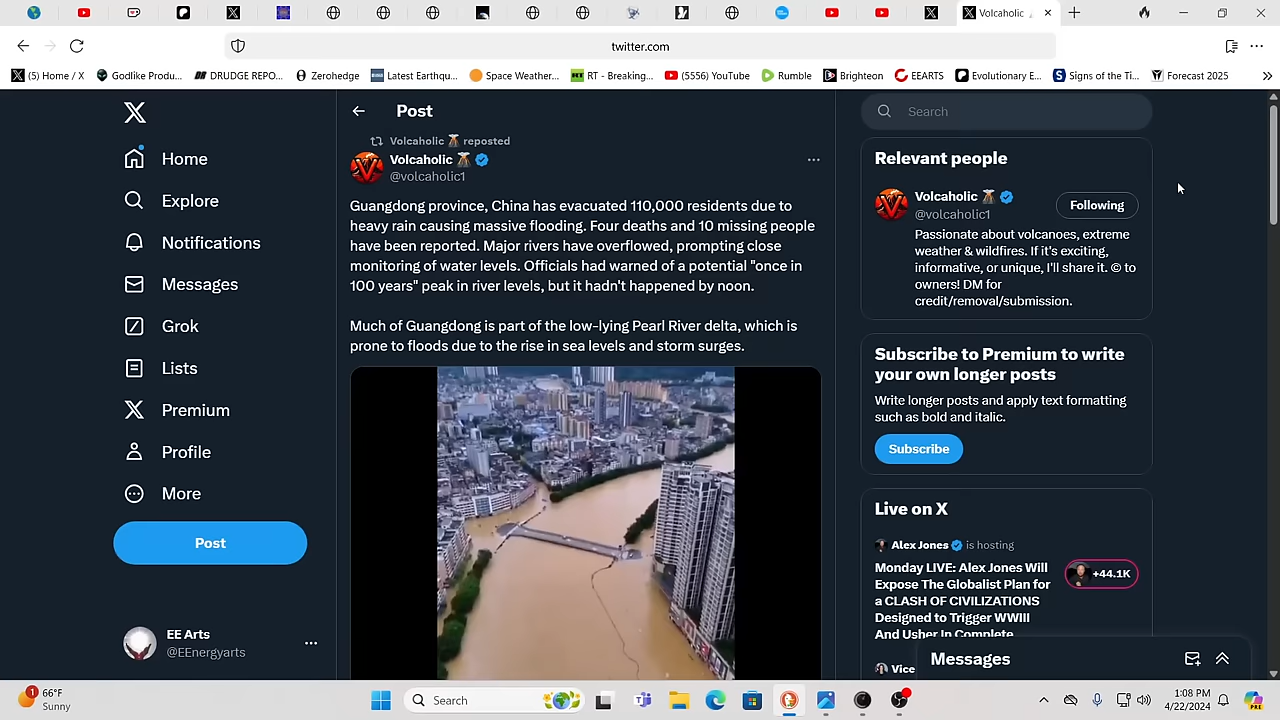 Volcaholic
twitter.com
(5) Home / X
Godlike Produ...
DRUDGE REPO...
Zerohedge
Latest Earthqu...
Space Weather...
RT - Breaking...
(5556) YouTube
Rumble
Brighteon
EEARTS
Evolutionary E...
Signs of the Ti...
Forecast 2025
Home
Explore
Notifications
Messages
Grok
Lists
Premium
Profile
More
Post
EE Arts
@EEnergyarts
Post
Volcaholic 🌋 reposted
Volcaholic 🌋
@volcaholic1
Guangdong province, China has evacuated 110,000 residents due to
heavy rain causing massive flooding. Four deaths and 10 missing people
have been reported. Major rivers have overflowed, prompting close
monitoring of water levels. Officials had warned of a potential "once in
100 years" peak in river levels, but it hadn't happened by noon.
Much of Guangdong is part of the low-lying Pearl River delta, which is
prone to floods due to the rise in sea levels and storm surges.
Search
Relevant people
Volcaholic 🌋
@volcaholic1
Following
Passionate about volcanoes, extreme
weather & wildfires. If it's exciting,
informative, or unique, I'll share it. © to
owners! DM for
credit/removal/submission.
Subscribe to Premium to write
your own longer posts
Write longer posts and apply text formatting
such as bold and italic.
Subscribe
Live on X
Alex Jones is hosting
Monday LIVE: Alex Jones Will
Expose The Globalist Plan for
a CLASH OF CIVILIZATIONS
Designed to Trigger WWIII
And Usher In Complete
+44.1K
Vice
Messages
1
66°F
Sunny
Search
1:08 PM
4/22/2024
PRE